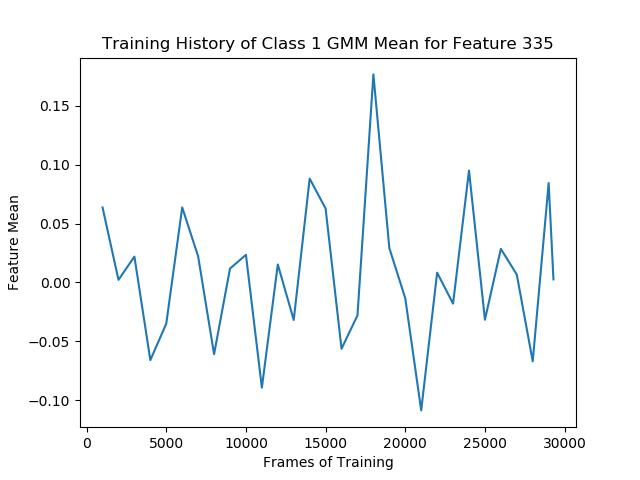 Training History of Class 1 GMM Mean for Feature 335
0.15
0.10
0.05
0.00
−0.05
−0.10
Feature Mean
0 5000 10000 15000 20000 25000 30000
Frames of Training